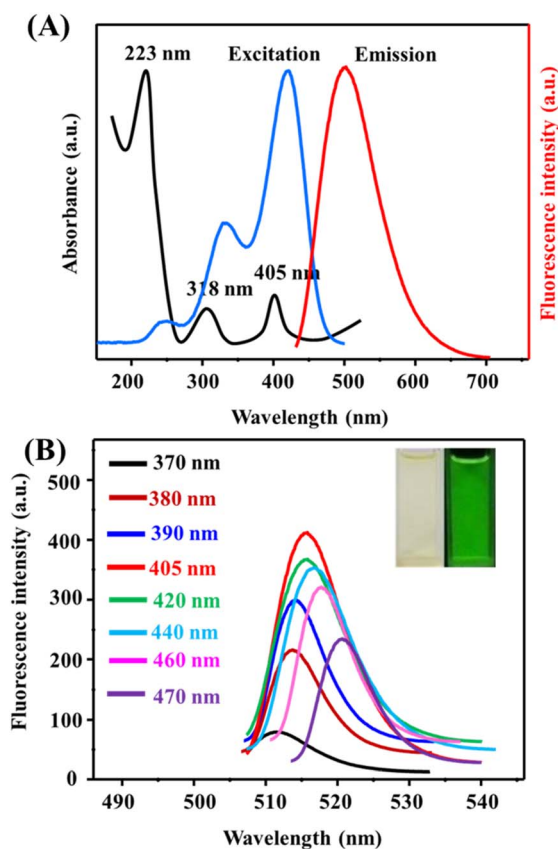 (A)
223 nm
Excitation
Emission
318 nm
405 nm
Absorbance (a.u.)
Fluorescence intensity (a.u.)
200 300 400 500 600 700
Wavelength (nm)
(B)
370 nm
380 nm
390 nm
405 nm
420 nm
440 nm
460 nm
470 nm
Fluorescence intensity (a.u.)
500
400
300
200
100
0
490 500 510 520 530 540
Wavelength (nm)